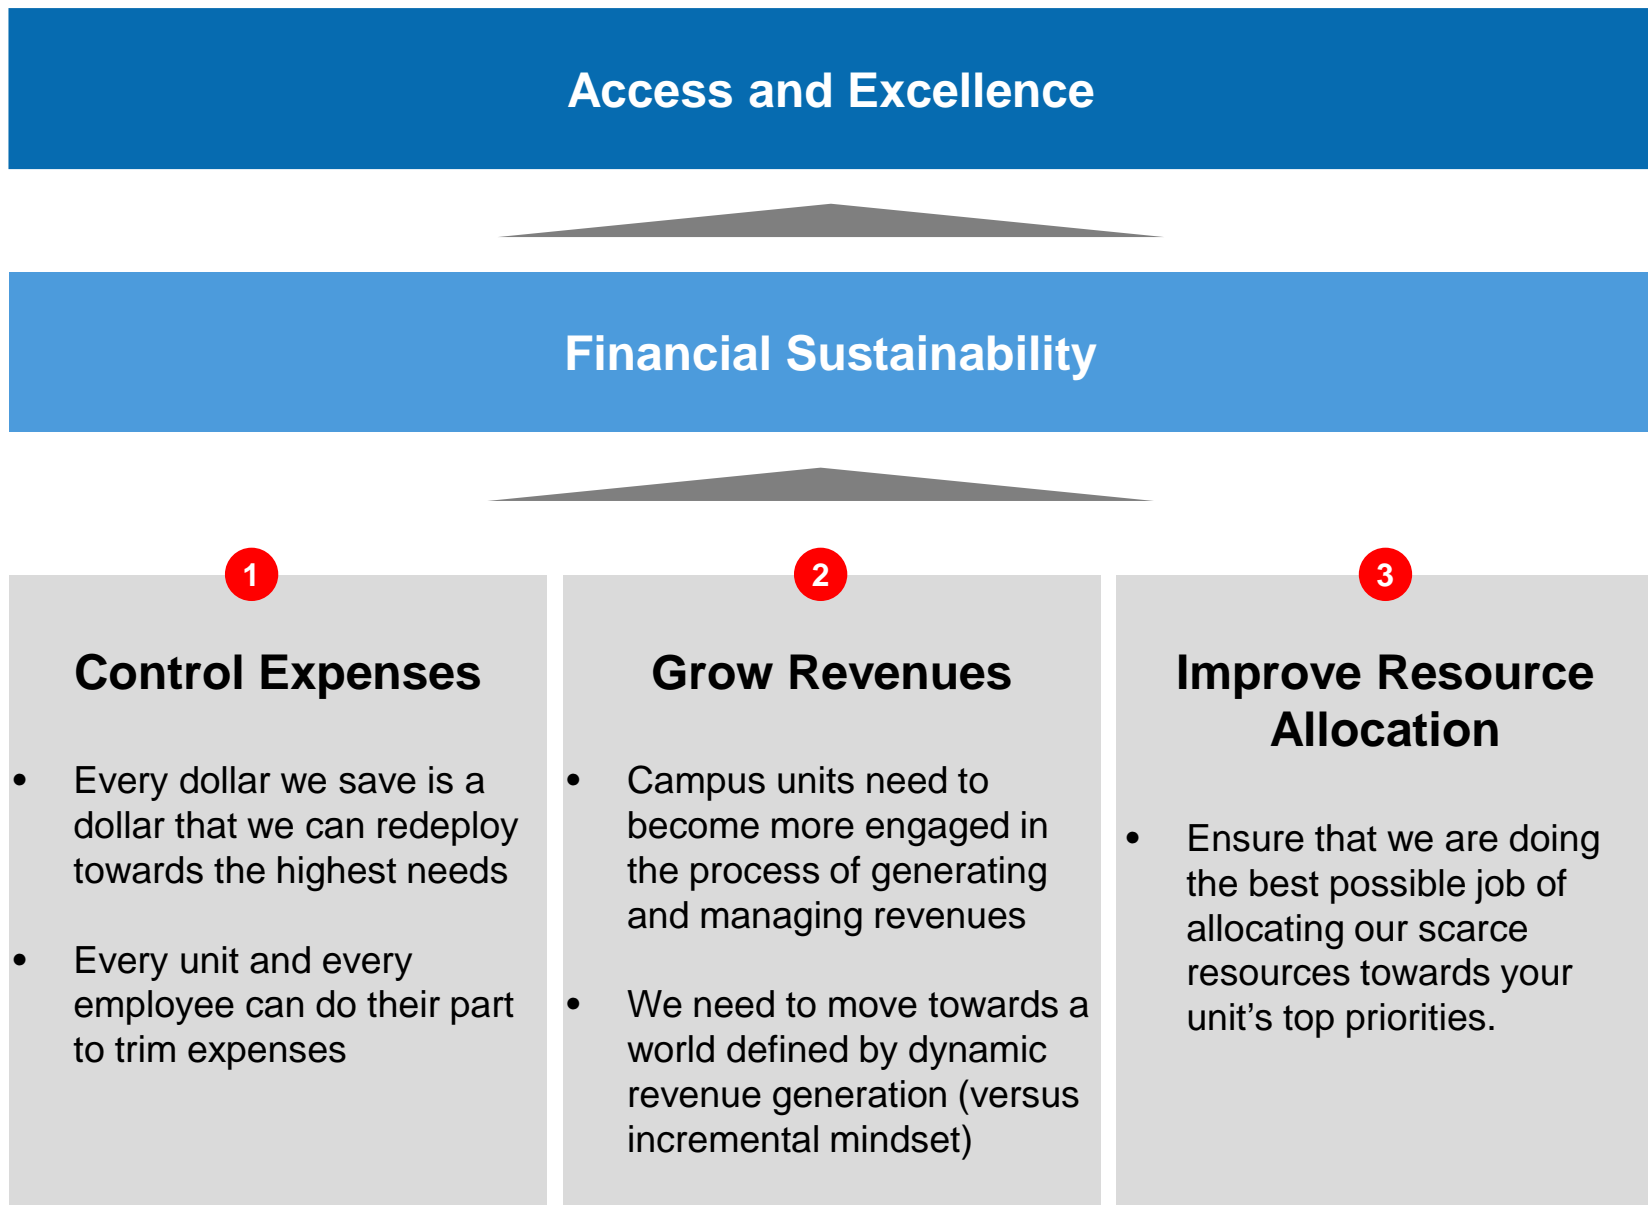 Access and Excellence
Financial Sustainability
1
Control Expenses
• Every dollar we save is a
dollar that we can redeploy
towards the highest needs
• Every unit and every
employee can do their part
to trim expenses
2
Grow Revenues
• Campus units need to
become more engaged in
the process of generating
and managing revenues
• We need to move towards a
world defined by dynamic
revenue generation (versus
incremental mindset)
3
Improve Resource
Allocation
• Ensure that we are doing
the best possible job of
allocating our scarce
resources towards your
unit’s top priorities.